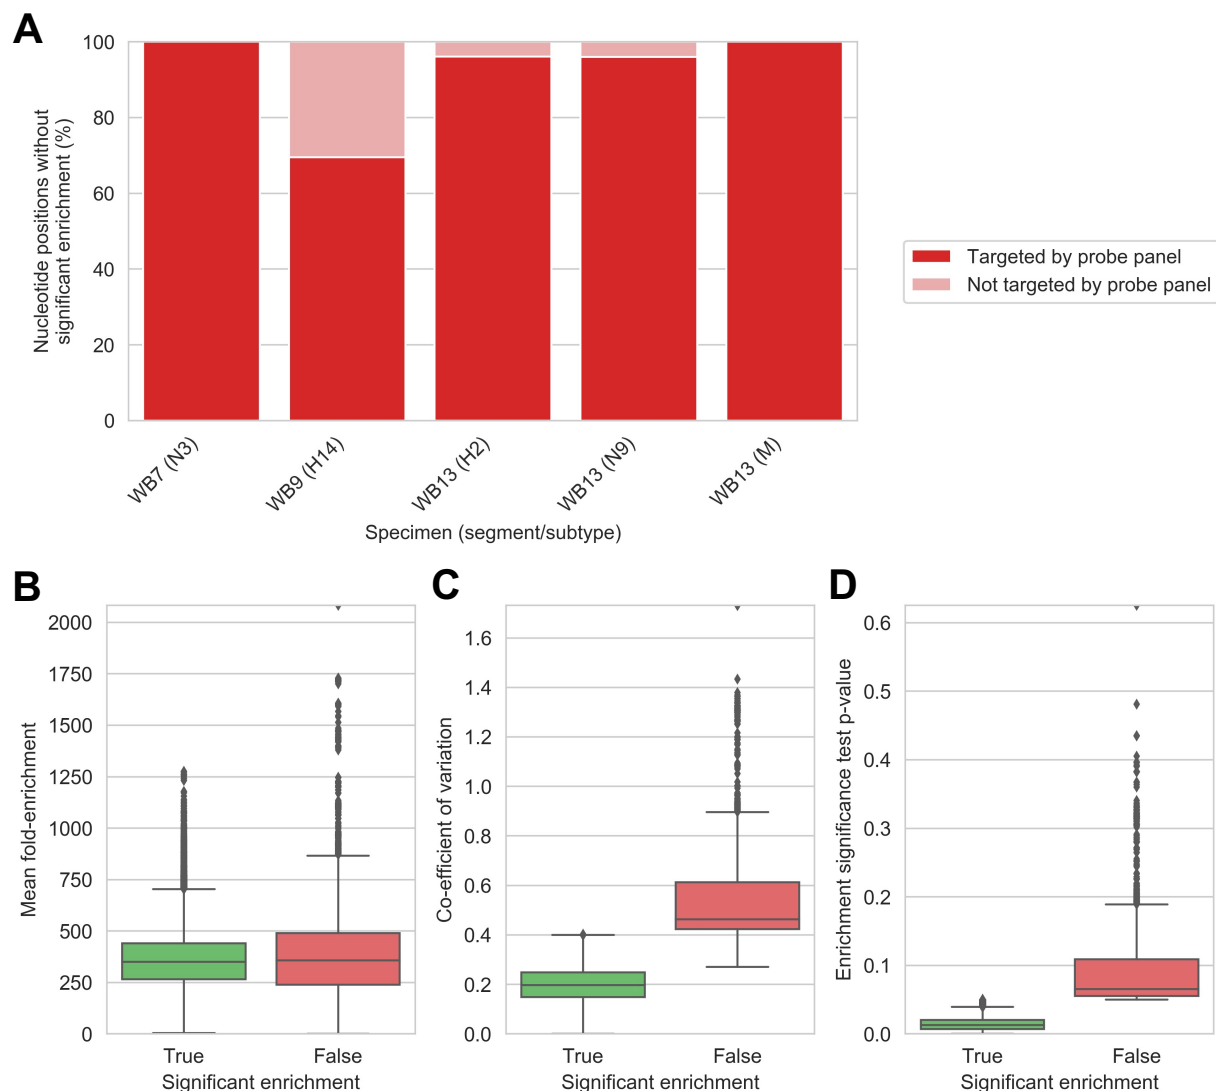 A
Nucleotide positions without
significant enrichment (%)
100
80
60
40
20
0
WB7 (N3)
WB9 (H14)
WB13 (H2)
WB13 (N9)
WB13 (M)
Specimen (segment/subtype)
Targeted by probe panel
Not targeted by probe panel
B
Mean fold-enrichment
2000
1750
1500
1250
1000
750
500
250
0
True
False
Significant enrichment
C
Co-efficient of variation
1.6
1.4
1.2
1.0
0.8
0.6
0.4
0.2
0.0
True
False
Significant enrichment
D
Enrichment significance test p-value
0.6
0.5
0.4
0.3
0.2
0.1
0.0
True
False
Significant enrichment